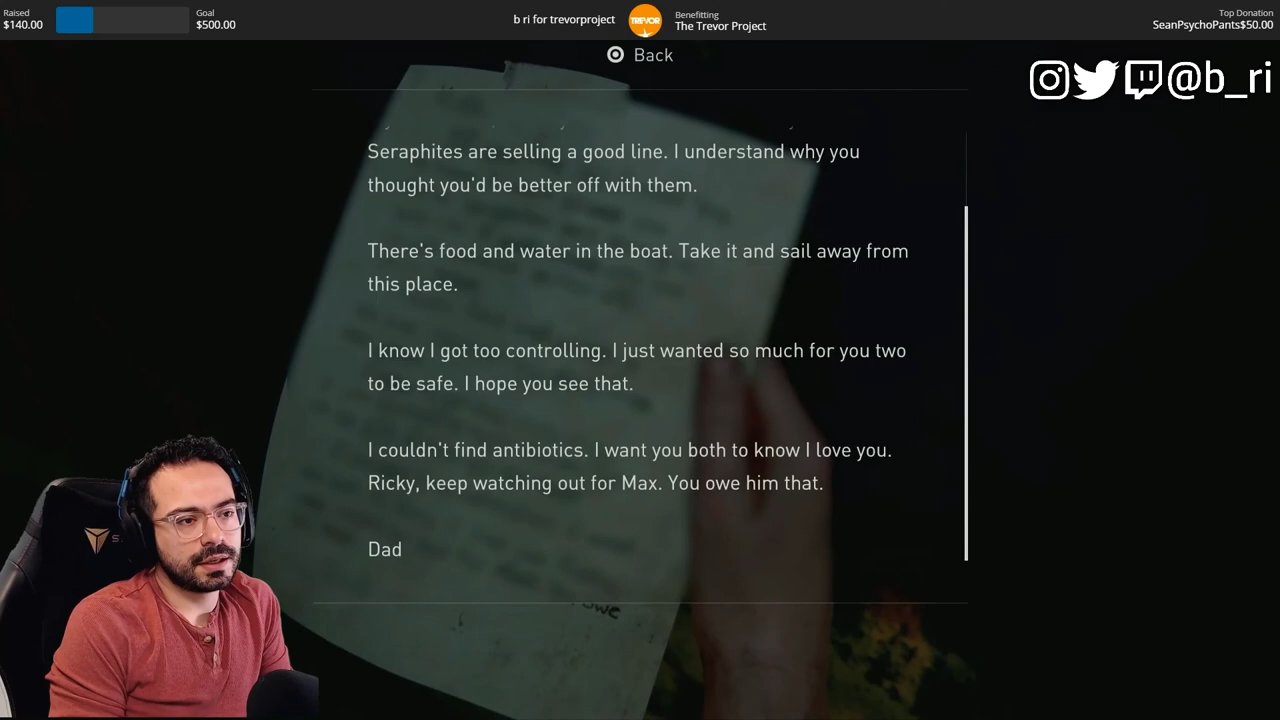 Raised
$140.00
Goal
$500.00
b ri for trevorproject
TREVOR
Benefitting
The Trevor Project
Top Donation
SeanPsychoPants$50.00
Back
@b_ri
Seraphites are selling a good line. I understand why you
thought you'd be better off with them.
There's food and water in the boat. Take it and sail away from
this place.
I know I got too controlling. I just wanted so much for you two
to be safe. I hope you see that.
I couldn't find antibiotics. I want you both to know I love you.
Ricky, keep watching out for Max. You owe him that.
Dad